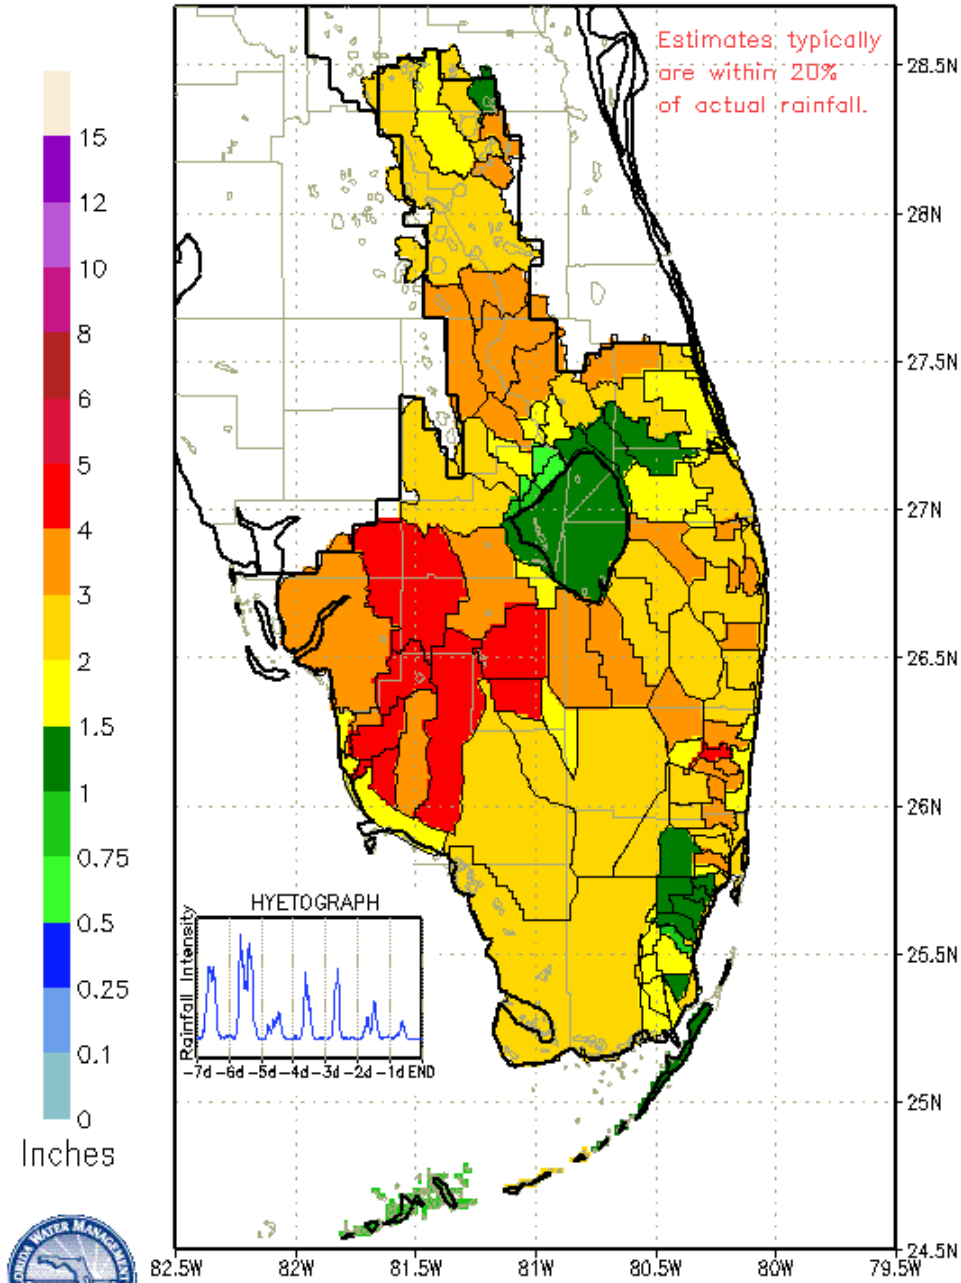 Estimates typically
are within 20%
of actual rainfall.
15
12
10
8
6
5
4
3
2
1.5
1
0.75
0.5
0.25
0.1
0
Inches
28.5N
28N
27.5N
27N
26.5N
26N
25.5N
25N
24.5N
HYETOGRAPH
Rainfall Intensity
-7d -6d -5d -4d -3d -2d -1d END
82.5W 82W 81.5W 81W 80.5W 80W 79.5W
WATER